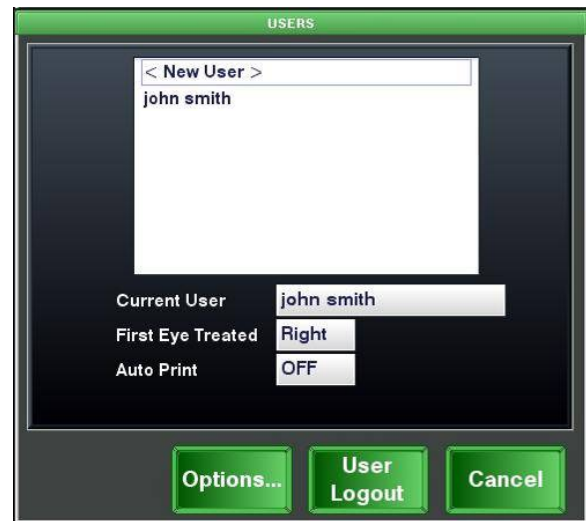 USERS
< New User >
john smith
Current User john smith
First Eye Treated Right
Auto Print OFF
Options... User Logout Cancel